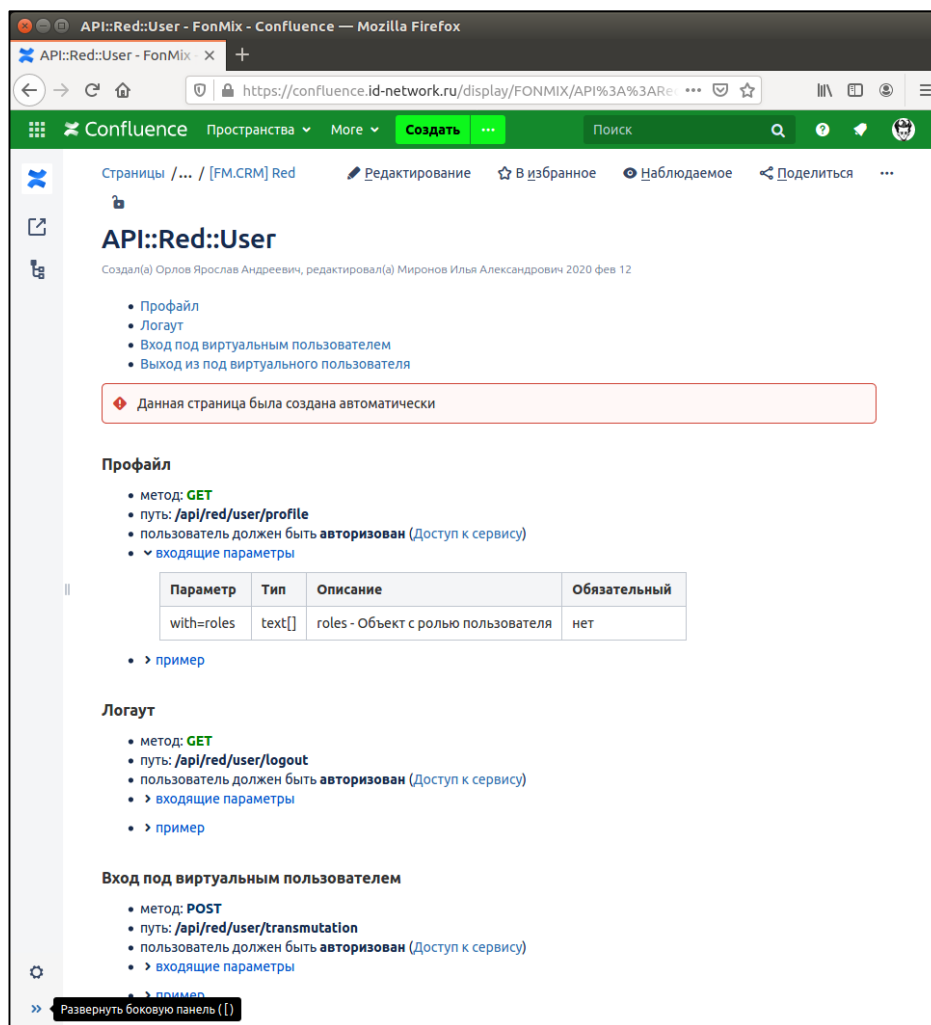 API::Red::User - FonMix - Confluence — Mozilla Firefox
API::Red::User - FonMix -
https://confluence.id-network.ru/display/FONMIX/API%3A%3ARed
Confluence Пространства More Создать ... Поиск
Страницы /... / [FM.CRM] Red Редактирование В избранное Наблюдаемое Поделиться ...
API::Red::User
Создал(а) Орлов Ярослав Андреевич, редактировал(а) Миронов Илья Александрович 2020 фев 12
• Профайл
• Логаут
• Вход под виртуальным пользователем
• Выход из под виртуального пользователя
Данная страница была создана автоматически
Профайл
• метод: GET
• путь: /api/red/user/profile
• пользователь должен быть авторизован (Доступ к сервису)
• входящие параметры
Параметр Тип Описание Обязательный
with=roles text[] roles - Объект с ролью пользователя нет
• пример
Логаут
• метод: GET
• путь: /api/red/user/logout
• пользователь должен быть авторизован (Доступ к сервису)
• входящие параметры
• пример
Вход под виртуальным пользователем
• метод: POST
• путь: /api/red/user/transmutation
• пользователь должен быть авторизован (Доступ к сервису)
• входящие параметры
• пример
Развернуть боковую панель ( [ )